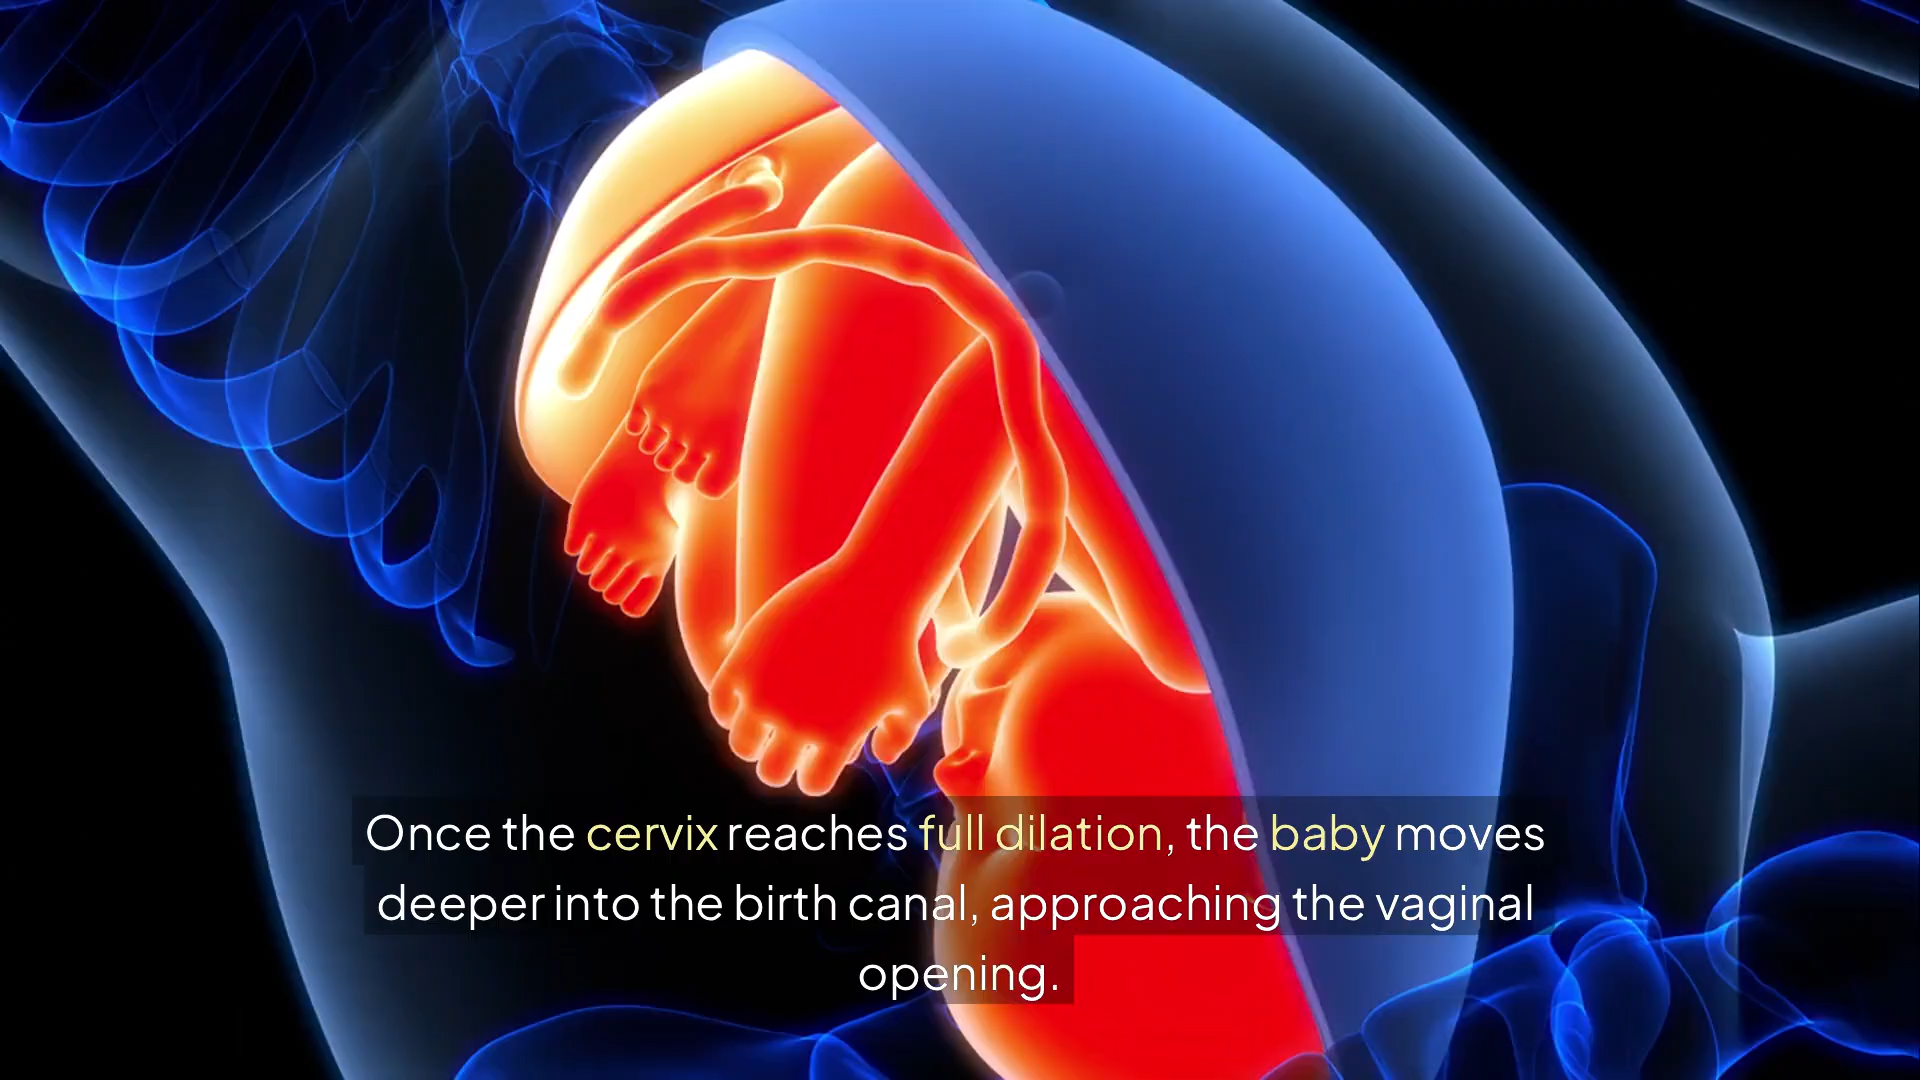 Once the cervix reaches full dilation, the baby moves
deeper into the birth canal, approaching the vaginal
opening.